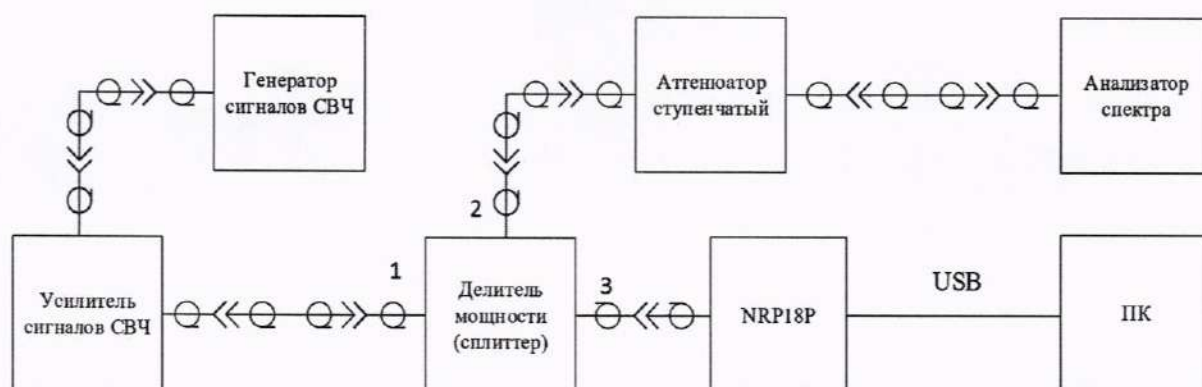 Генератор
сигналов СВЧ
Аттенюатор
ступенчатый
Анализатор
спектра
2
1
3
Усилитель
сигналов СВЧ
Делитель
мощности
(сплиттер)
NRP18P
USB
ПК